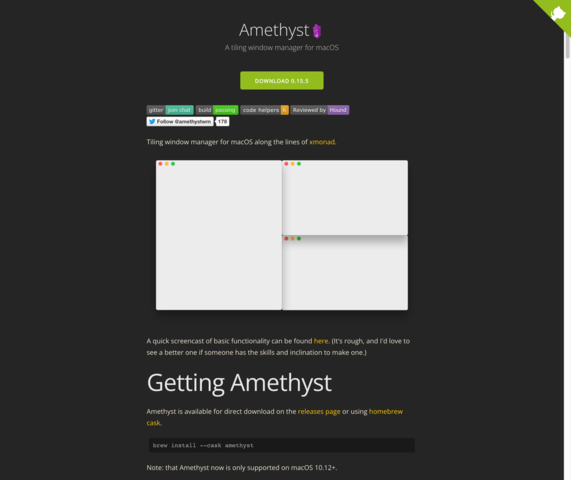 Amethyst
A tiling window manager for macOS
DOWNLOAD 0.15.5
gitter join chat build passing code helpers 6 Reviewed by Hound
Follow @amethystwm 178
Tiling window manager for macOS along the lines of xmonad.
A quick screencast of basic functionality can be found here. (It's rough, and I'd love to
see a better one if someone has the skills and inclination to make one.)
Getting Amethyst
Amethyst is available for direct download on the releases page or using homebrew
cask.
brew install --cask amethyst
Note: that Amethyst now is only supported on macOS 10.12+.